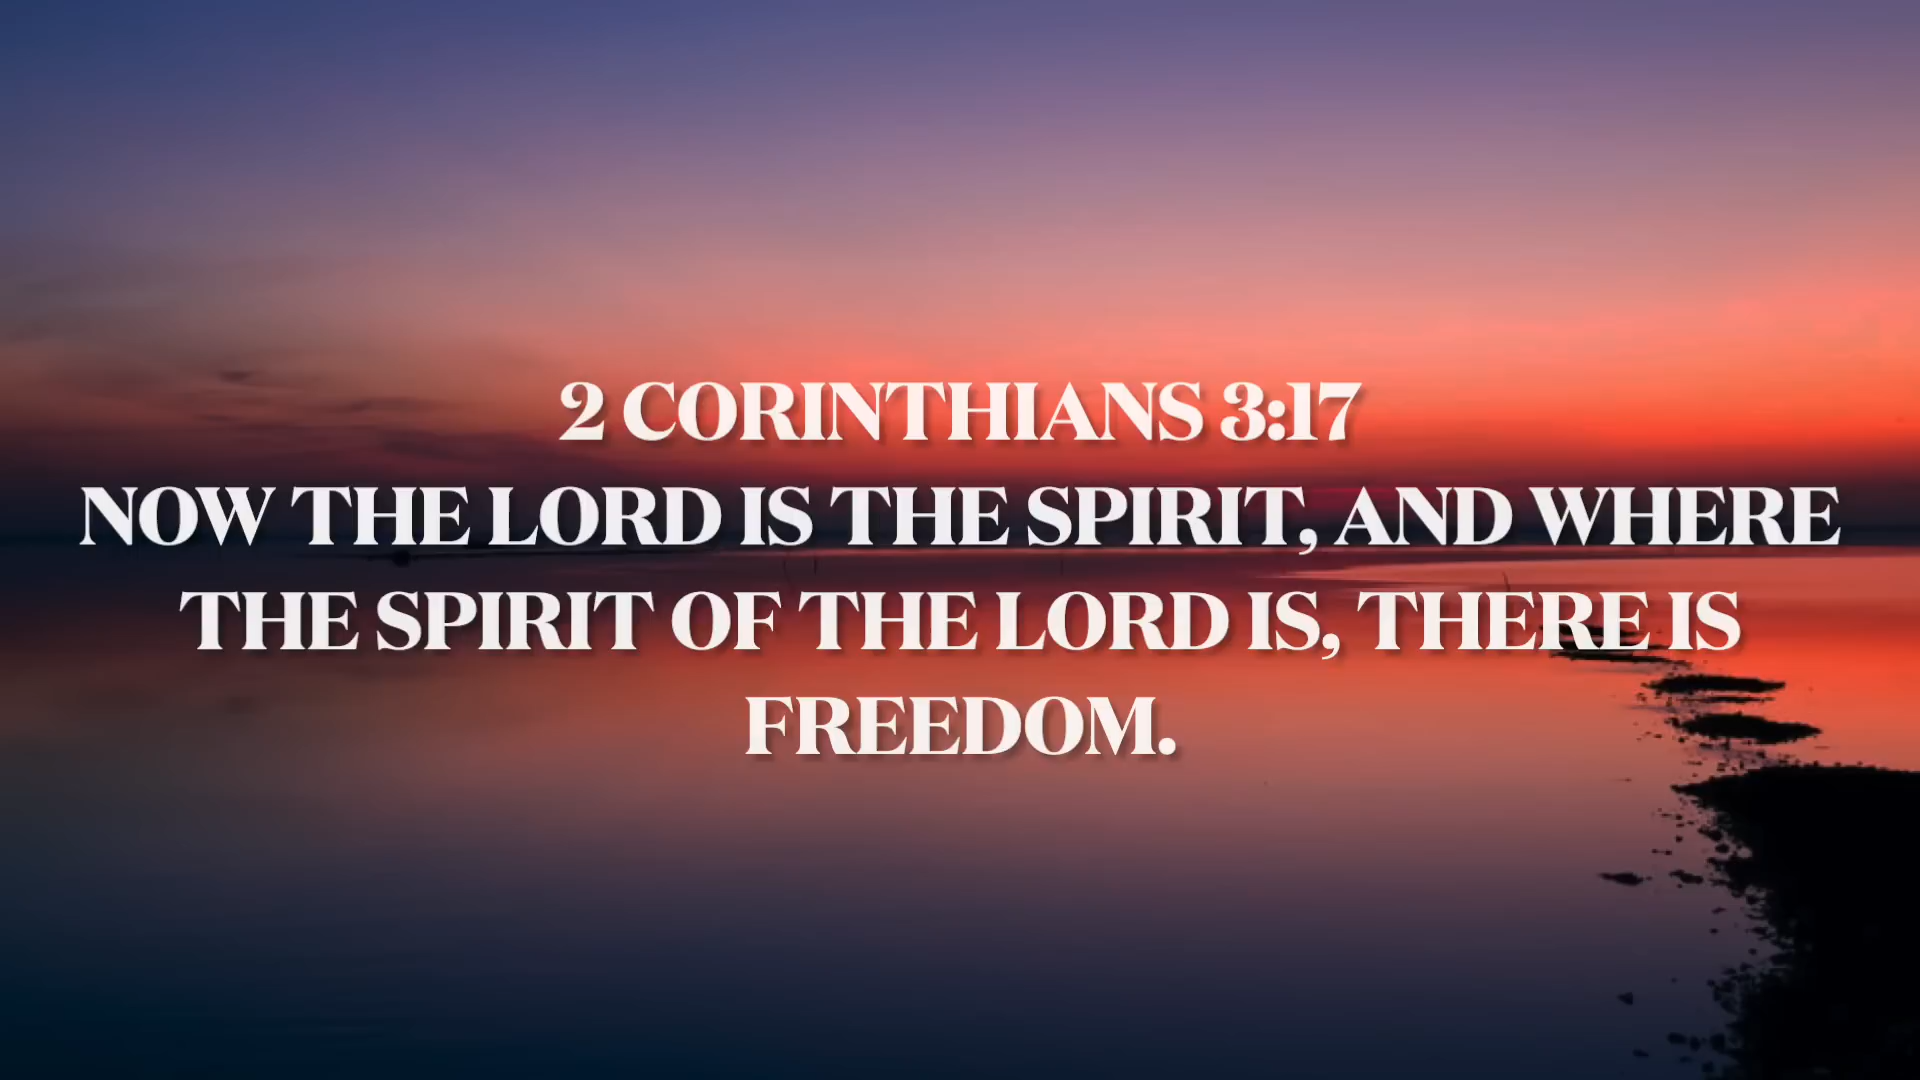 2 CORINTHIANS 3:17
NOW THE LORD IS THE SPIRIT, AND WHERE
THE SPIRIT OF THE LORD IS, THERE IS
FREEDOM.